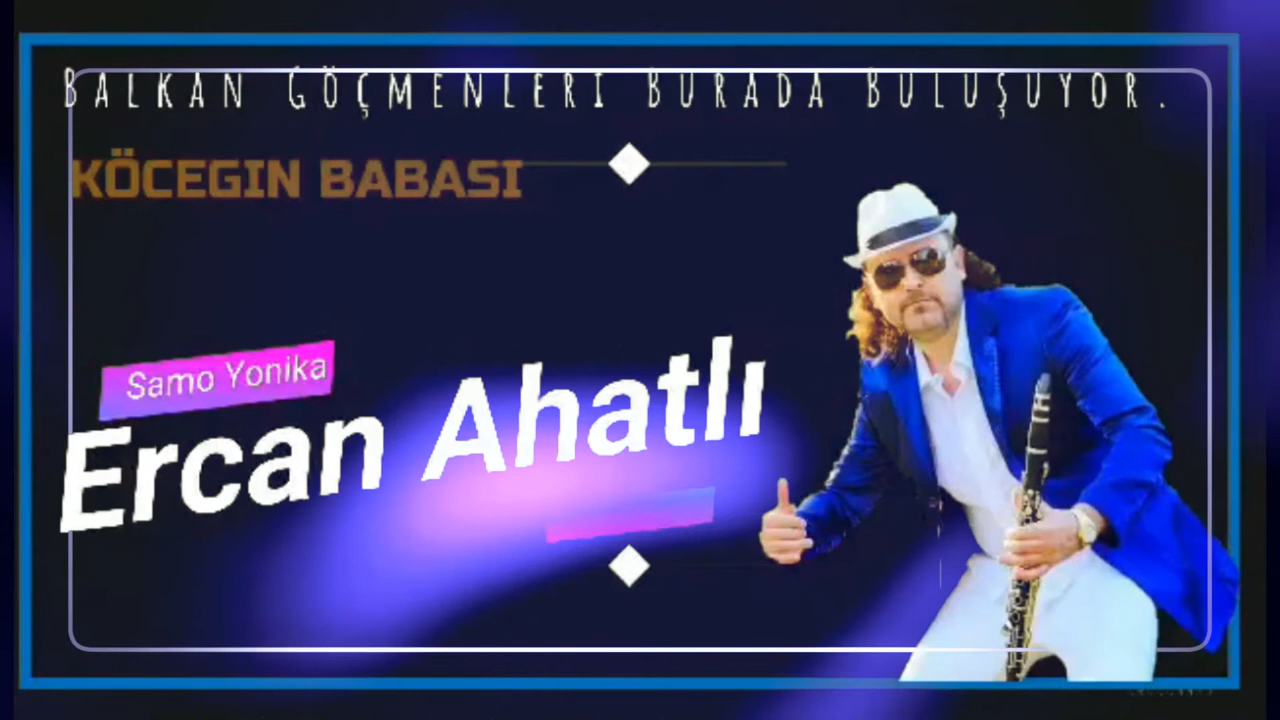 BALKAN GÖÇMENLERİ BURADA BULUŞUYOR.
KÖCEGIN BABASI
Samo Yonika
Ercan Ahatlı